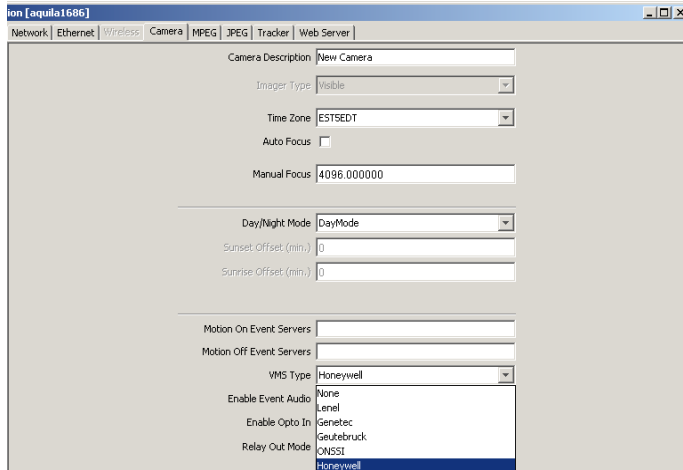 ion [aquila1686]
Network Ethernet Wireless Camera MPEG JPEG Tracker Web Server
Camera Description New Camera
Imager Type Visible
Time Zone EST5EDT
Auto Focus
Manual Focus 4096.000000
Day/Night Mode DayMode
Sunset Offset (min.) 0
Sunrise Offset (min.) 0
Motion On Event Servers
Motion Off Event Servers
VMS Type Honeywell
None
Enable Event Audio
Lenel
Enable Opto In Genetec
Geutebruck
Relay Out Mode ONSSI
Honeywell